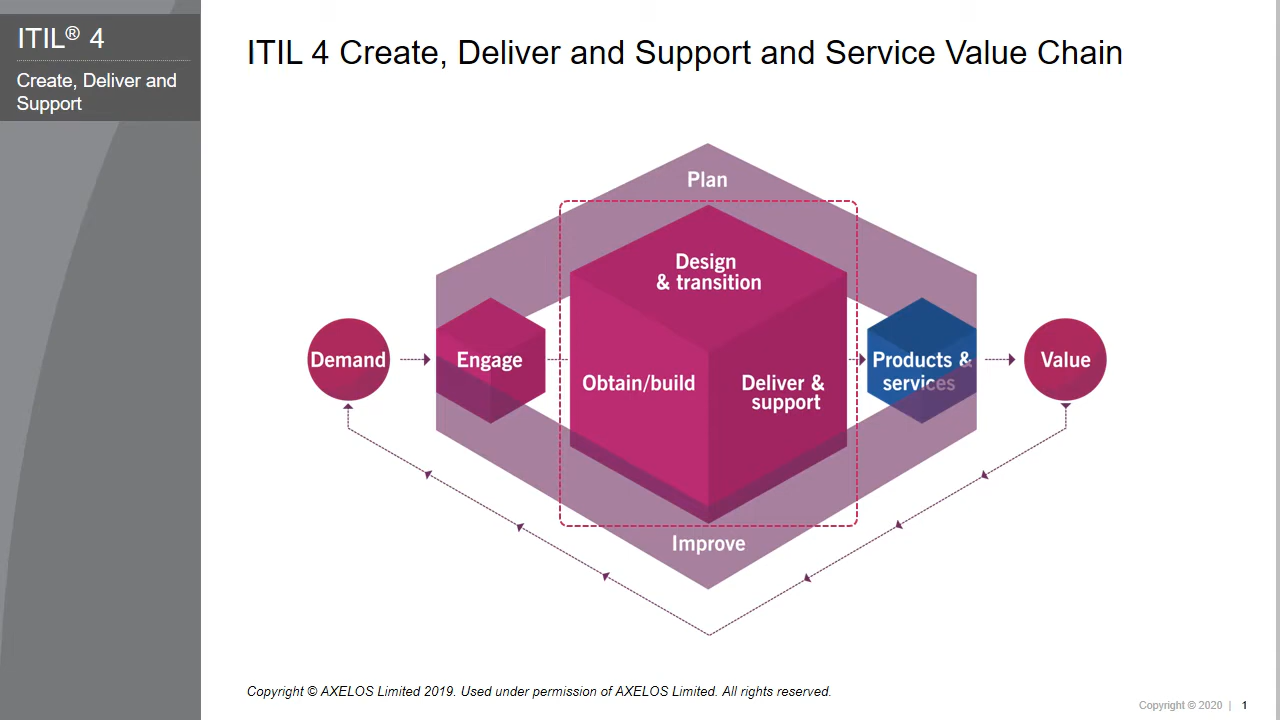 ITIL® 4
Create, Deliver and
Support
ITIL 4 Create, Deliver and Support and Service Value Chain
Plan
Design
& transition
Demand
Engage
Obtain/build
Deliver &
support
Products &
services
Value
Improve
Copyright © AXELOS Limited 2019. Used under permission of AXELOS Limited. All rights reserved.
Copyright © 2020 | 1